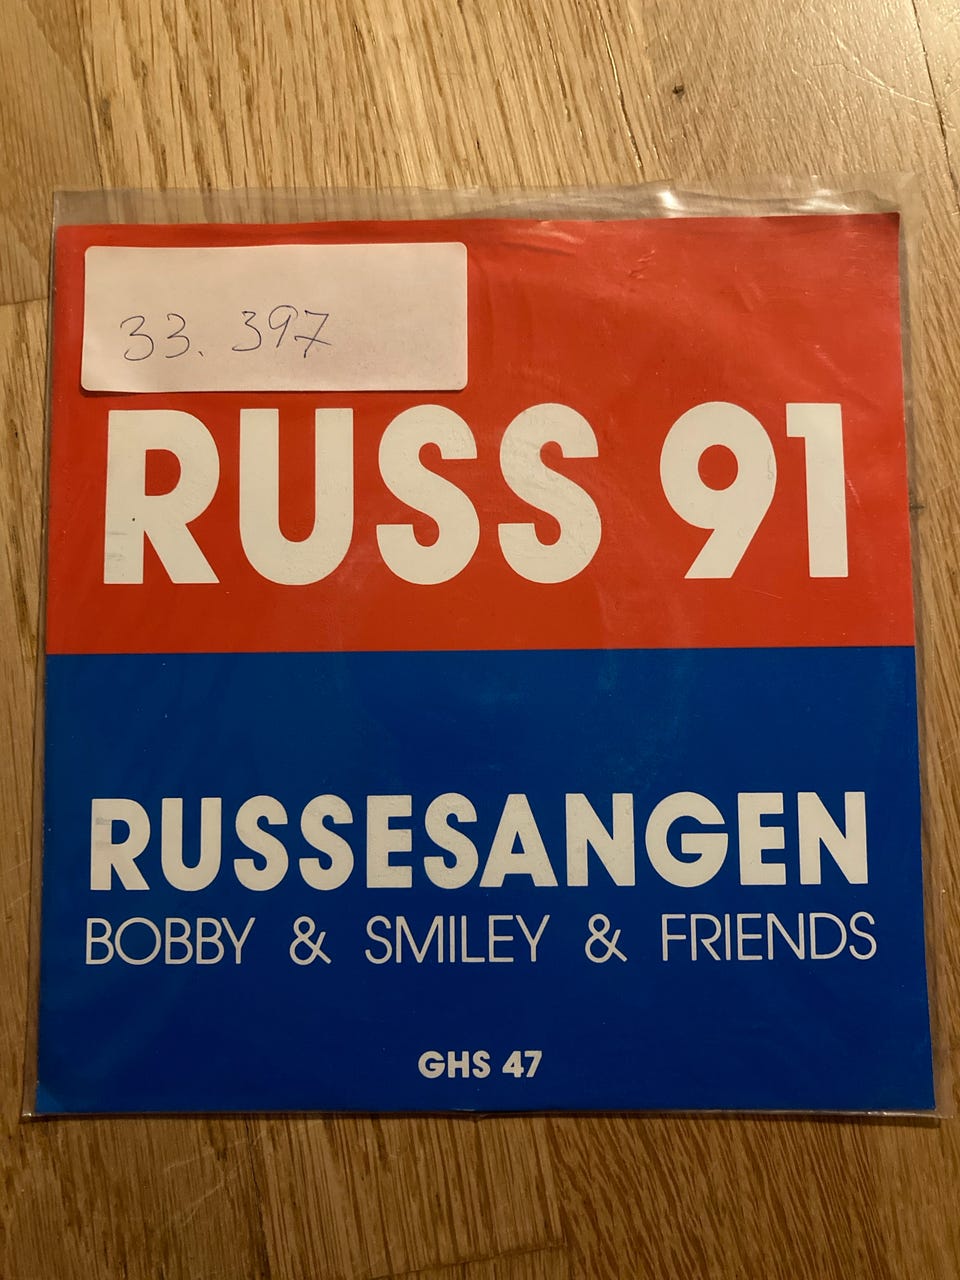 33. 397
RUSS 91
RUSSESANGEN
BOBBY & SMILEY & FRIENDS
GHS 47